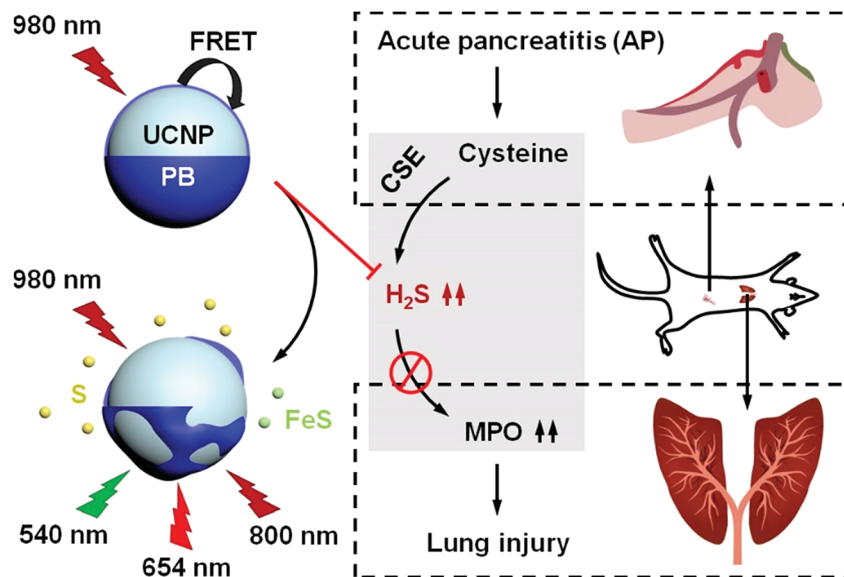 980 nm
FRET
UCNP
PB
980 nm
S
FeS
540 nm
654 nm
800 nm
Acute pancreatitis (AP)
CSE
Cysteine
H₂S
MPO
Lung injury